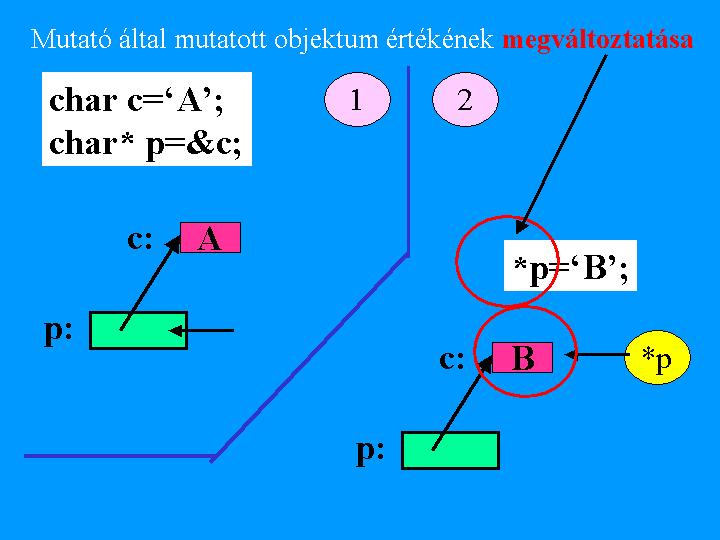 Mutató által mutatott objektum értékének megváltoztatása
char c=‘A’;
char* p=&c;
1
2
c:
A
p:
*p=‘B’;
c:
B
*p
p: